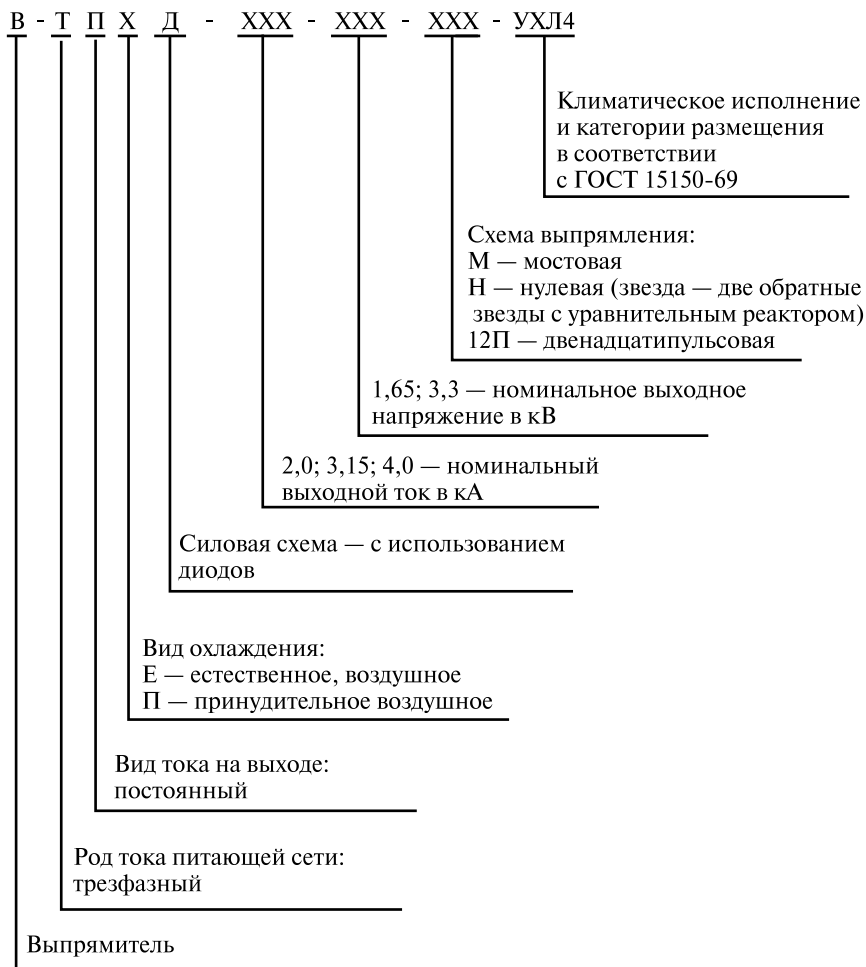 В - Т П Х Д - ХХХ - ХХХ - ХХХ - УХЛ4
Климатическое исполнение
и категории размещения
в соответствии
с ГОСТ 15150-69
Схема выпрямления:
М — мостовая
Н — нулевая (звезда — две обратные
звезды с уравнительным реактором)
12П — двенадцатипульсовая
1,65; 3,3 — номинальное выходное
напряжение в кВ
2,0; 3,15; 4,0 — номинальный
выходной ток в кА
Силовая схема — с использованием
диодов
Вид охлаждения:
Е — естественное, воздушное
П — принудительное воздушное
Вид тока на выходе:
постоянный
Род тока питающей сети:
трезфазный
Выпрямитель